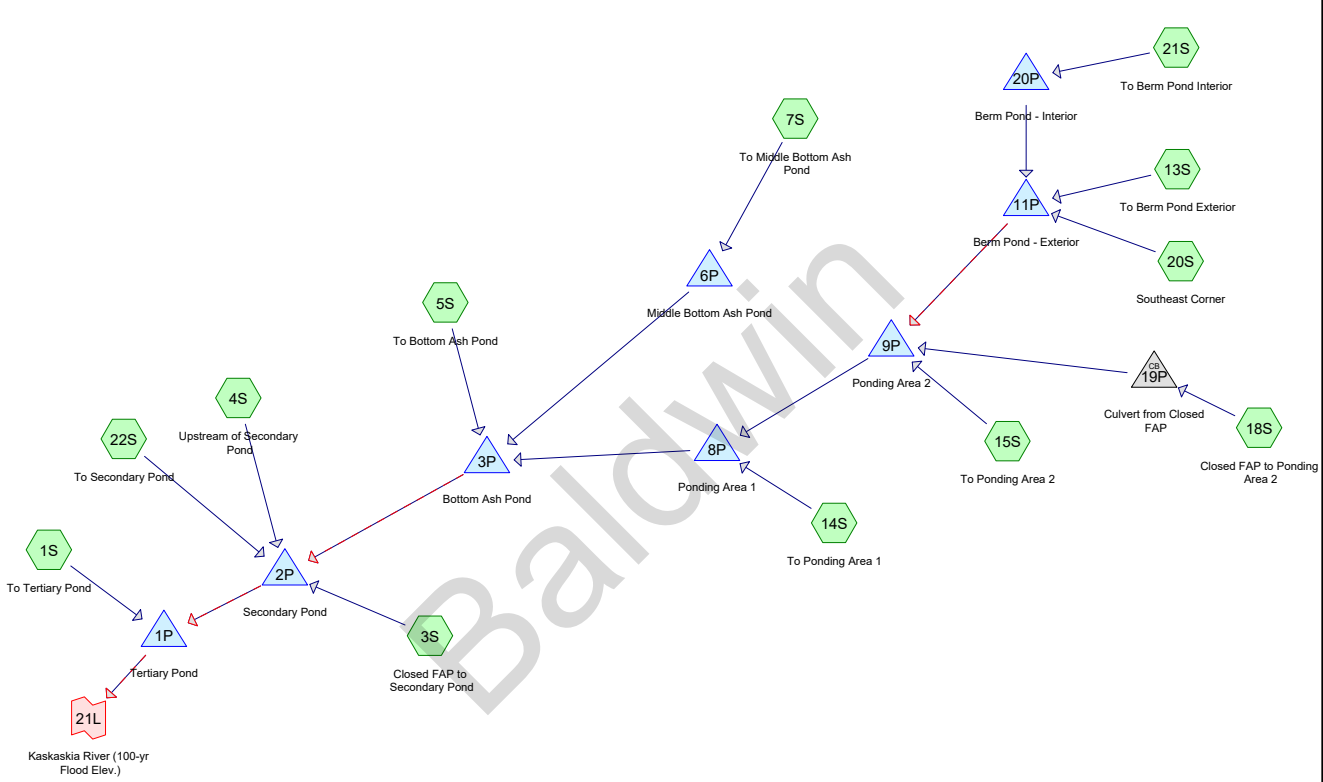 21S
To Berm Pond Interior
20P
Berm Pond - Interior
7S
To Middle Bottom Ash
Pond
13S
To Berm Pond Exterior
11P
Berm Pond - Exterior
20S
Southeast Corner
6P
Middle Bottom Ash Pond
5S
To Bottom Ash Pond
9P
Ponding Area 2
CB
19P
Culvert from Closed
FAP
4S
Upstream of Secondary
Pond
22S
To Secondary Pond
18S
Closed FAP to Ponding
Area 2
15S
To Ponding Area 2
8P
Ponding Area 1
3P
Bottom Ash Pond
14S
To Ponding Area 1
1S
To Tertiary Pond
2P
Secondary Pond
1P
Tertiary Pond
3S
Closed FAP to
Secondary Pond
21L
Kaskaskia River (100-yr
Flood Elev.)
Baldwin